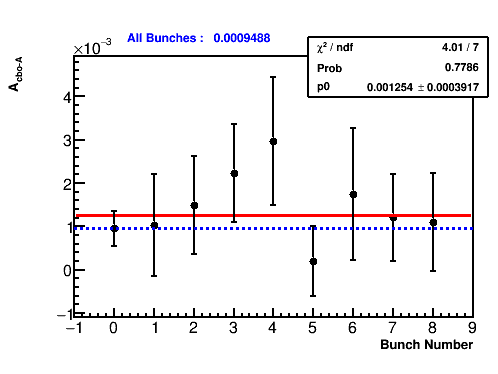 All Bunches : 0.0009488
×10⁻³
χ² / ndf 4.01 / 7
Prob 0.7786
p0 0.001254 ± 0.0003917
A_cbo-A
4
3
2
1
0
−1
−1 0 1 2 3 4 5 6 7 8 9
Bunch Number